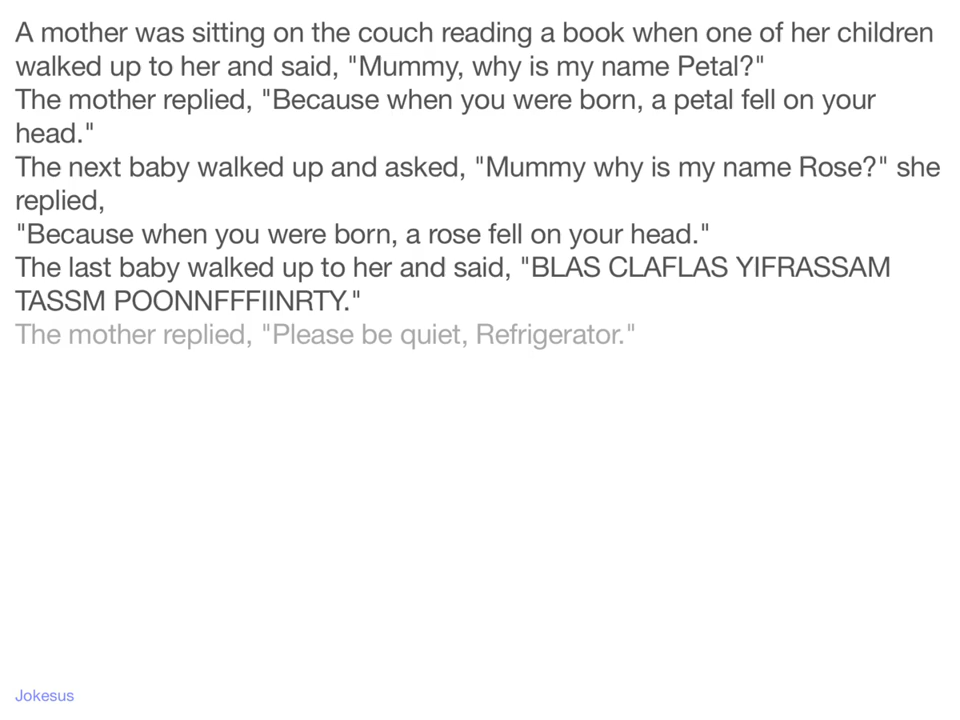 A mother was sitting on the couch reading a book when one of her children
walked up to her and said, "Mummy, why is my name Petal?"
The mother replied, "Because when you were born, a petal fell on your
head."
The next baby walked up and asked, "Mummy why is my name Rose?" she
replied,
"Because when you were born, a rose fell on your head."
The last baby walked up to her and said, "BLAS CLAFLAS YIFRASSAM
TASSM POONNFFFIINRTY."
The mother replied, "Please be quiet, Refrigerator."
Jokesus